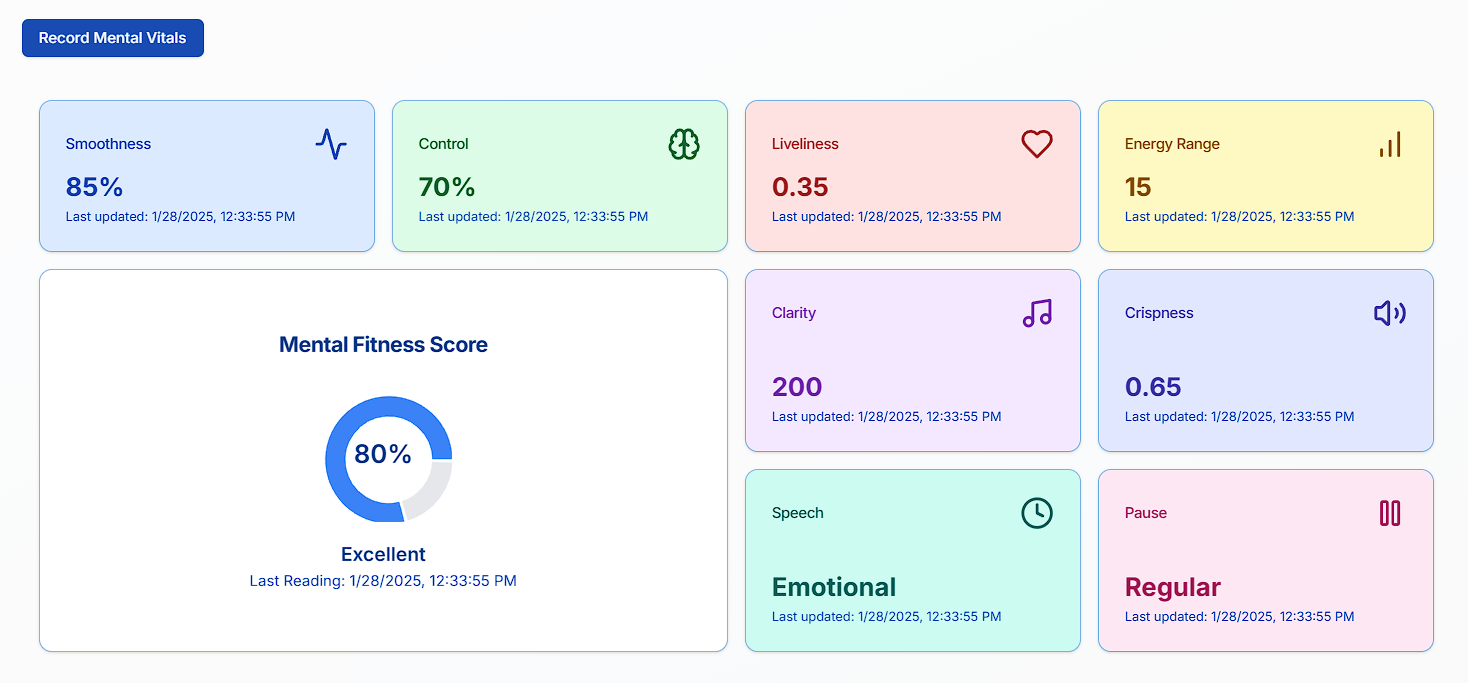 Record Mental Vitals
Smoothness
85%
Last updated: 1/28/2025, 12:33:55 PM
Control
70%
Last updated: 1/28/2025, 12:33:55 PM
Liveliness
0.35
Last updated: 1/28/2025, 12:33:55 PM
Energy Range
15
Last updated: 1/28/2025, 12:33:55 PM
Mental Fitness Score
80%
Excellent
Last Reading: 1/28/2025, 12:33:55 PM
Clarity
200
Last updated: 1/28/2025, 12:33:55 PM
Crispness
0.65
Last updated: 1/28/2025, 12:33:55 PM
Speech
Emotional
Last updated: 1/28/2025, 12:33:55 PM
Pause
Regular
Last updated: 1/28/2025, 12:33:55 PM